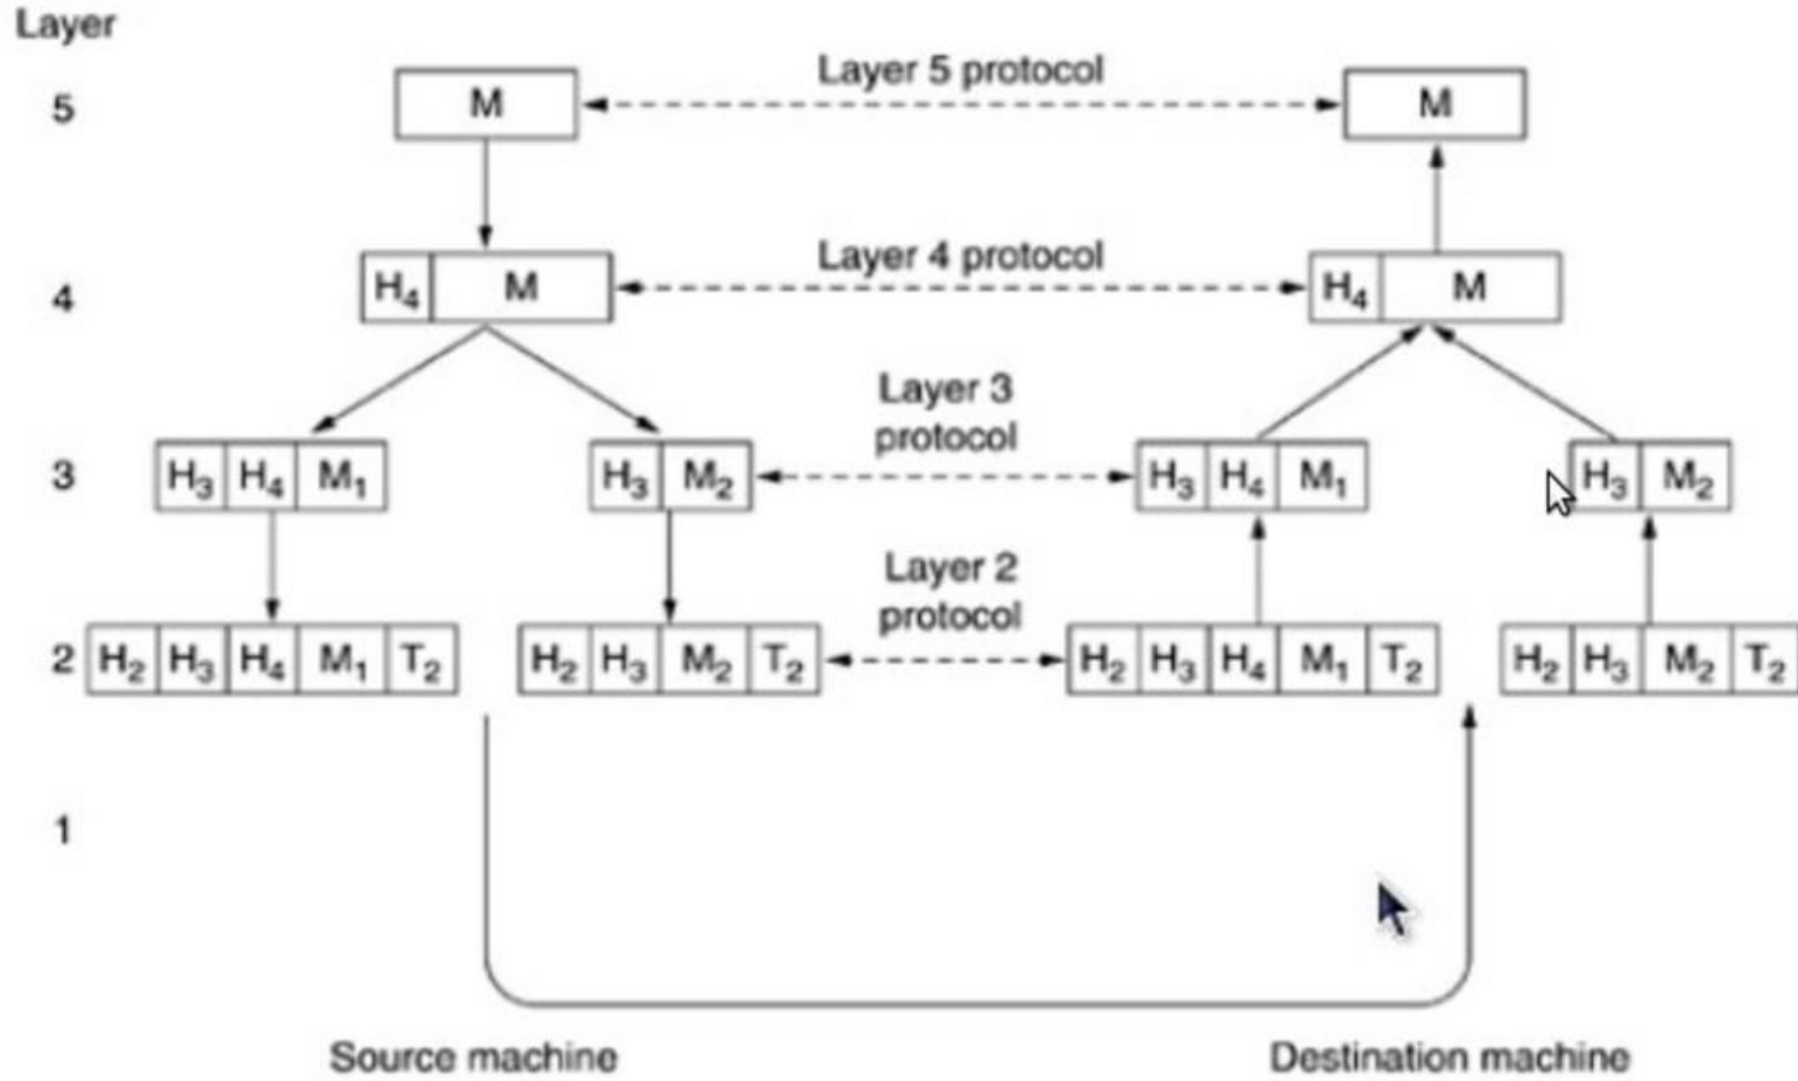 Layer
5
M
Layer 5 protocol
M
4
H₄ M
Layer 4 protocol
H₄ M
3
H₃ H₄ M₁
H₃ M₂
Layer 3
protocol
H₃ H₄ M₁
H₃ M₂
2
H₂ H₃ H₄ M₁ T₂
H₂ H₃ M₂ T₂
Layer 2
protocol
H₂ H₃ H₄ M₁ T₂
H₂ H₃ M₂ T₂
1
Source machine
Destination machine